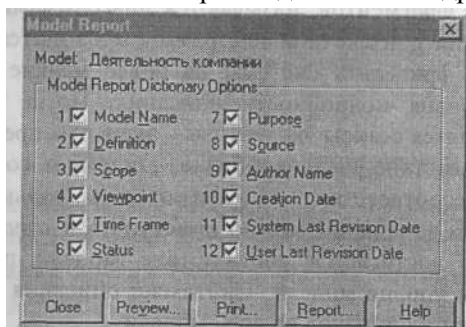 Model Report
Model: Деятельность компании
Model Report Dictionary Options
1 Model Name
2 Definition
3 Scope
4 Viewpoint
5 Time Frame
6 Status
7 Purpose
8 Source
9 Author Name
10 Creation Date
11 System Last Revision Date
12 User Last Revision Date
Close Preview... Print... Report... Help